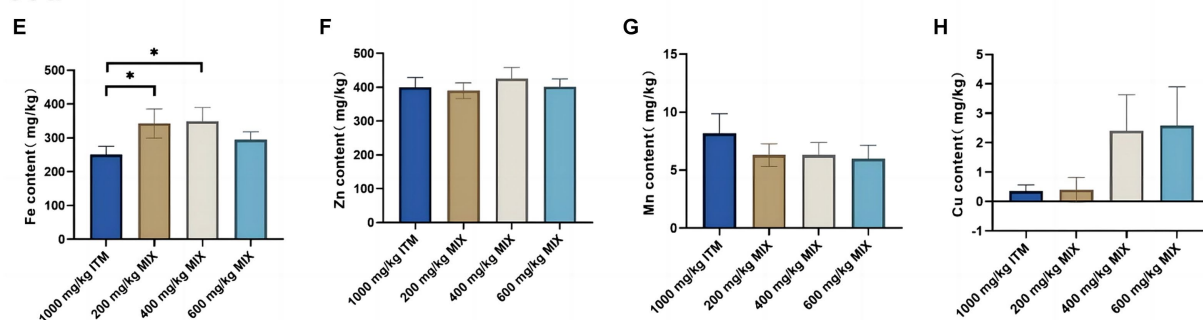 E
Fe content( mg/kg)
500
400
300
200
100
0
*
*
1000 mg/kg ITM
200 mg/kg MIX
400 mg/kg MIX
600 mg/kg MIX
F
Zn content( mg/kg)
500
400
300
200
100
0
1000 mg/kg ITM
200 mg/kg MIX
400 mg/kg MIX
600 mg/kg MIX
G
Mn content( mg/kg)
15
10
5
0
1000 mg/kg ITM
200 mg/kg MIX
400 mg/kg MIX
600 mg/kg MIX
H
Cu content( mg/kg)
5
4
3
2
1
0
-1
1000 mg/kg ITM
200 mg/kg MIX
400 mg/kg MIX
600 mg/kg MIX